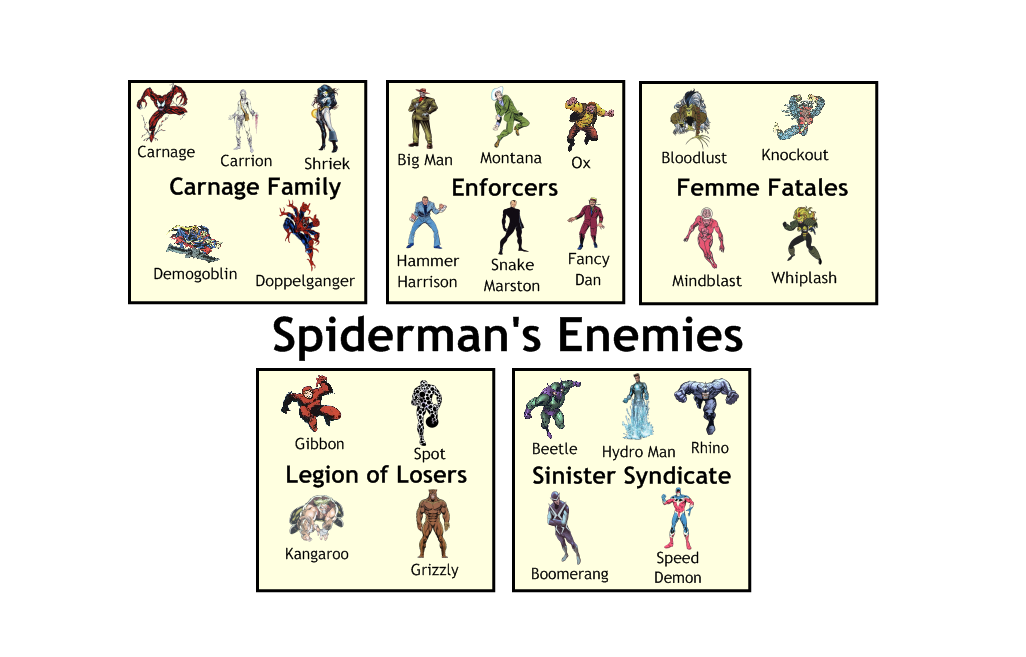 Carnage
Carrion
Shriek
Carnage Family
Demogoblin
Doppelganger
Big Man
Montana
Ox
Enforcers
Hammer
Harrison
Snake
Marston
Fancy
Dan
Bloodlust
Knockout
Femme Fatales
Mindblast
Whiplash
Spiderman's Enemies
Gibbon
Spot
Legion of Losers
Kangaroo
Grizzly
Beetle
Hydro Man
Rhino
Sinister Syndicate
Boomerang
Speed
Demon